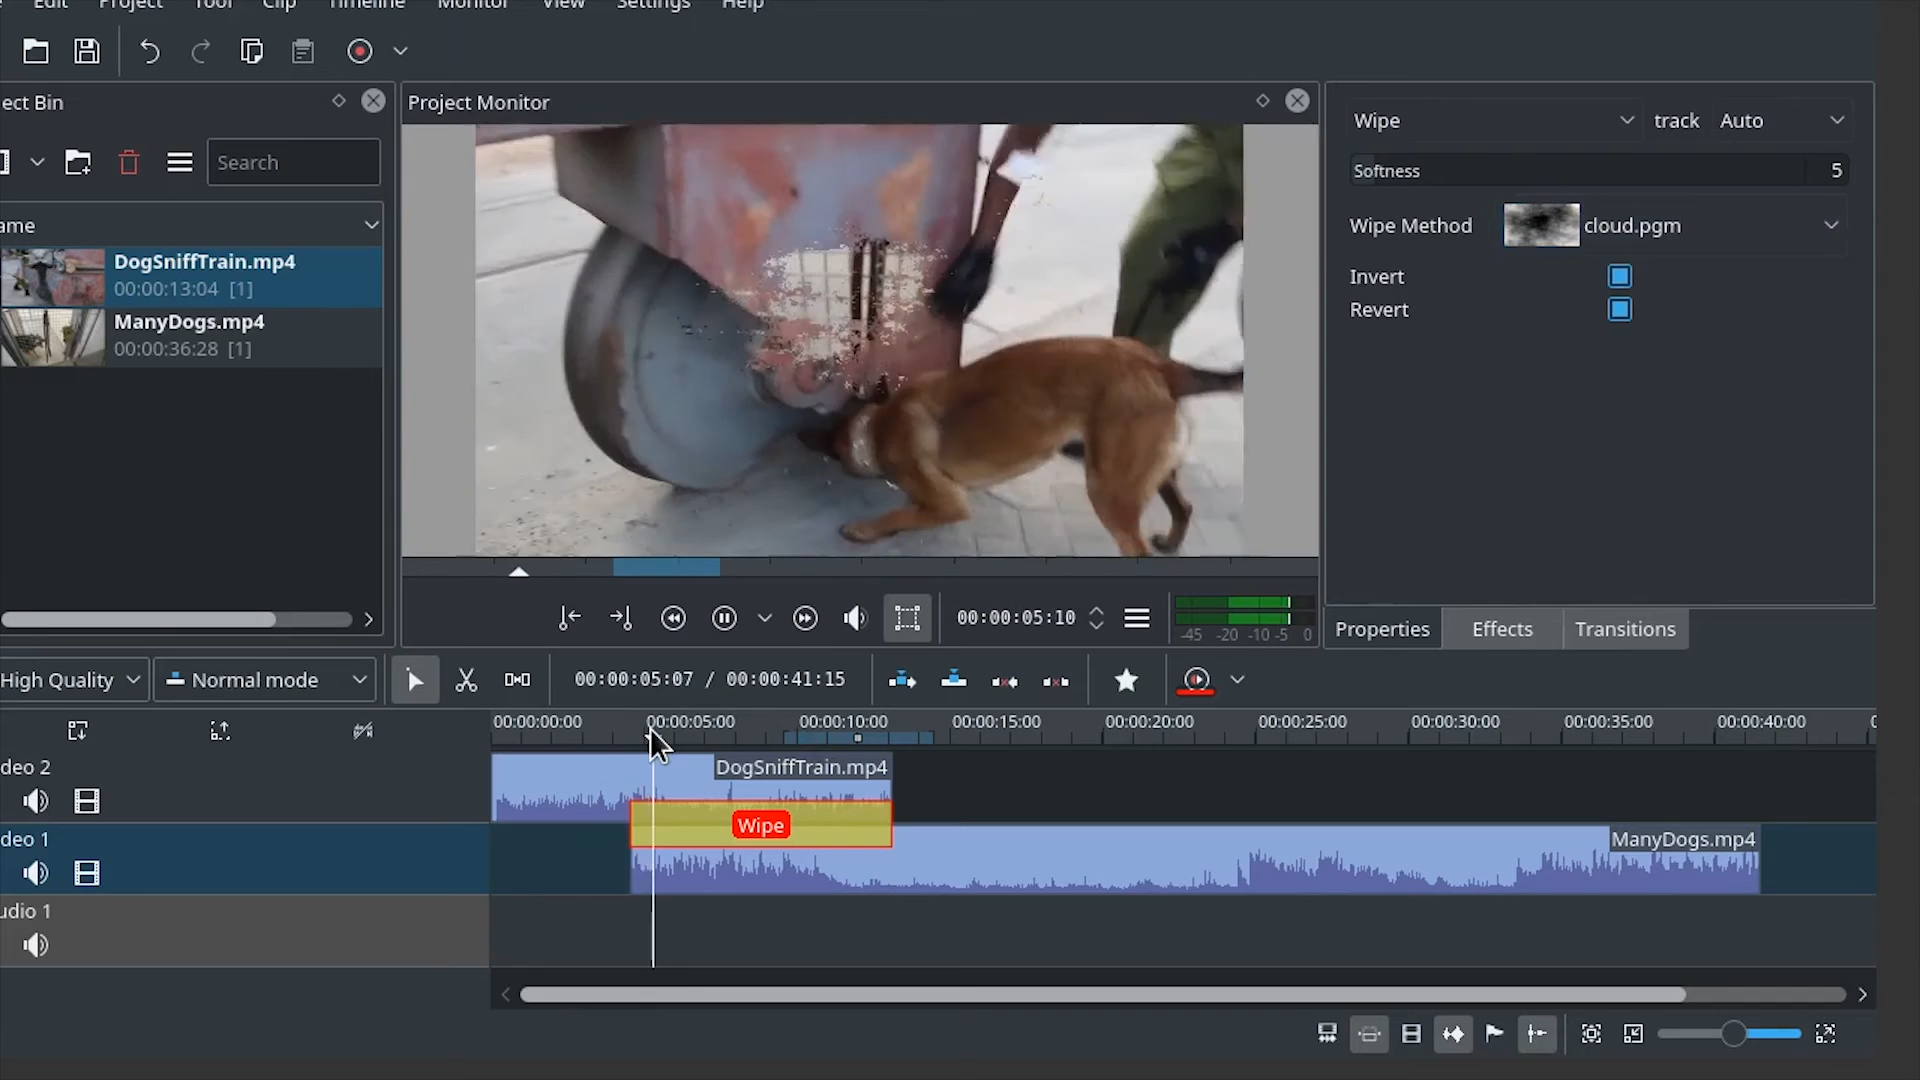 Edit Project Tool Clip Timeline Monitor View Settings Help
ect Bin
Project Monitor
Wipe
track
Auto
Search
Softness
5
ame
Wipe Method
cloud.pgm
DogSniffTrain.mp4
00:00:13:04 [1]
Invert
ManyDogs.mp4
00:00:36:28 [1]
Revert
00:00:05:10
-45 -20 -10 -5 0
Properties
Effects
Transitions
High Quality
Normal mode
00:00:05:07 / 00:00:41:15
00:00:00:00 00:00:05:00 00:00:10:00 00:00:15:00 00:00:20:00 00:00:25:00 00:00:30:00 00:00:35:00 00:00:40:00 0
deo 2
DogSniffTrain.mp4
Wipe
deo 1
ManyDogs.mp4
udio 1